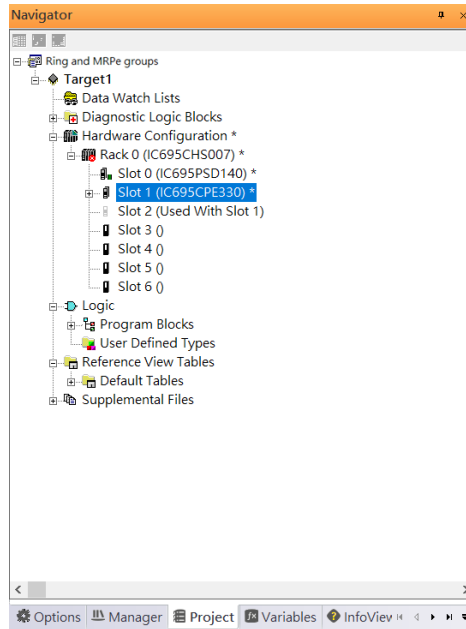 Navigator
Ring and MRPe groups
Target1
Data Watch Lists
Diagnostic Logic Blocks
Hardware Configuration *
Rack 0 (IC695CHS007) *
Slot 0 (IC695PSD140) *
Slot 1 (IC695CPE330) *
Slot 2 (Used With Slot 1)
Slot 3 ()
Slot 4 ()
Slot 5 ()
Slot 6 ()
Logic
Program Blocks
User Defined Types
Reference View Tables
Default Tables
Supplemental Files
Options Manager Project Variables InfoView